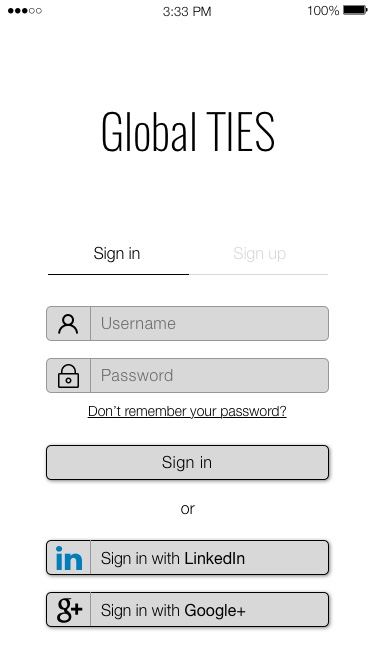 3:33 PM 100%
Global TIES
Sign in Sign up
Username
Password
Don't remember your password?
Sign in
or
in Sign in with LinkedIn
g+ Sign in with Google+